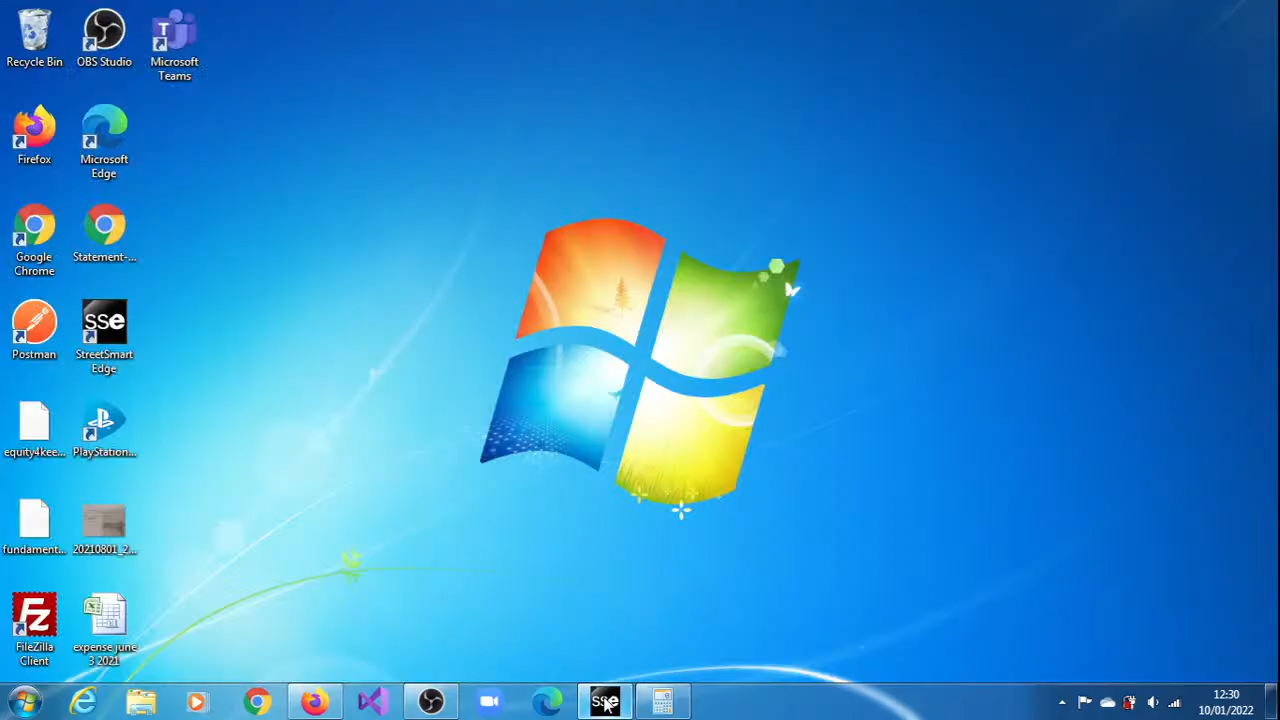 Recycle Bin
OBS Studio
Microsoft
Teams
Firefox
Microsoft
Edge
Google
Chrome
Statement-...
Postman
sse
StreetSmart
Edge
equity4kee...
PlayStation...
fundament...
20210801_2...
FileZilla
Client
expense june
3 2021
sse
12:30
10/01/2022